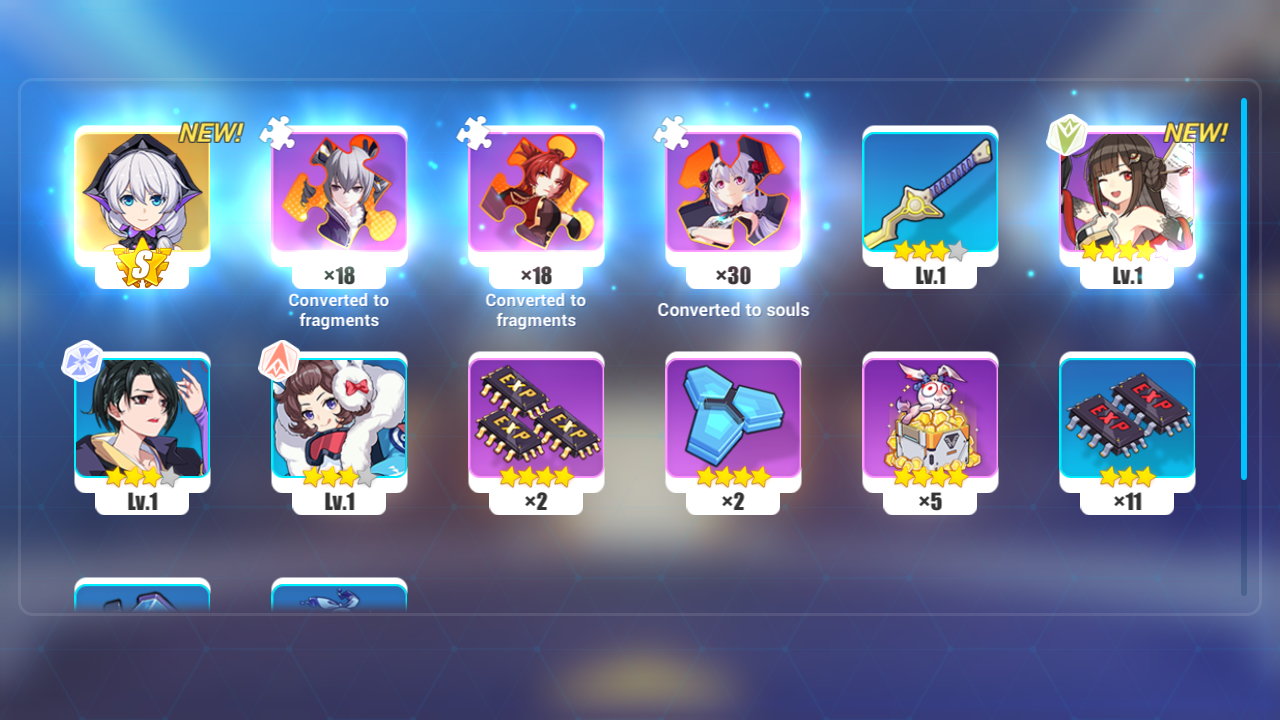 NEW!
S
×18
Converted to
fragments
×18
Converted to
fragments
×30
Converted to souls
Lv.1
NEW!
Lv.1
Lv.1
Lv.1
EXP
EXP
EXP
×2
×2
×5
EXP
EXP
×11